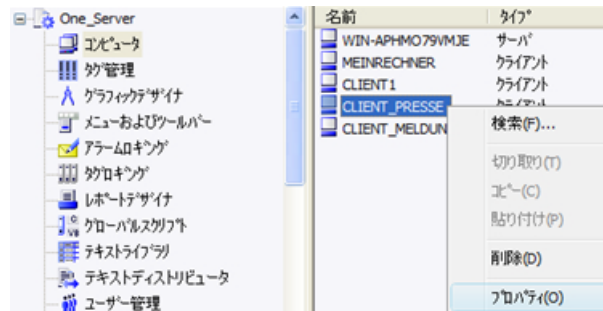 One_Server
コンピュータ
タグ管理
グラフィックデザイナ
メニューおよびツールバー
アラームロギング
タグロギング
レポートデザイナ
グローバルスクリプト
テキストライブラリ
テキストディストリビュータ
ユーザー管理
名前 タイプ
WIN-APHMO79VMJE サーバ
MEINRECHNER クライアント
CLIENT1 クライアント
CLIENT_PRESSE クライアント
CLIENT_MELDUN
検索(F)...
切り取り(T)
コピー(C)
貼り付け(P)
削除(D)
プロパティ(O)